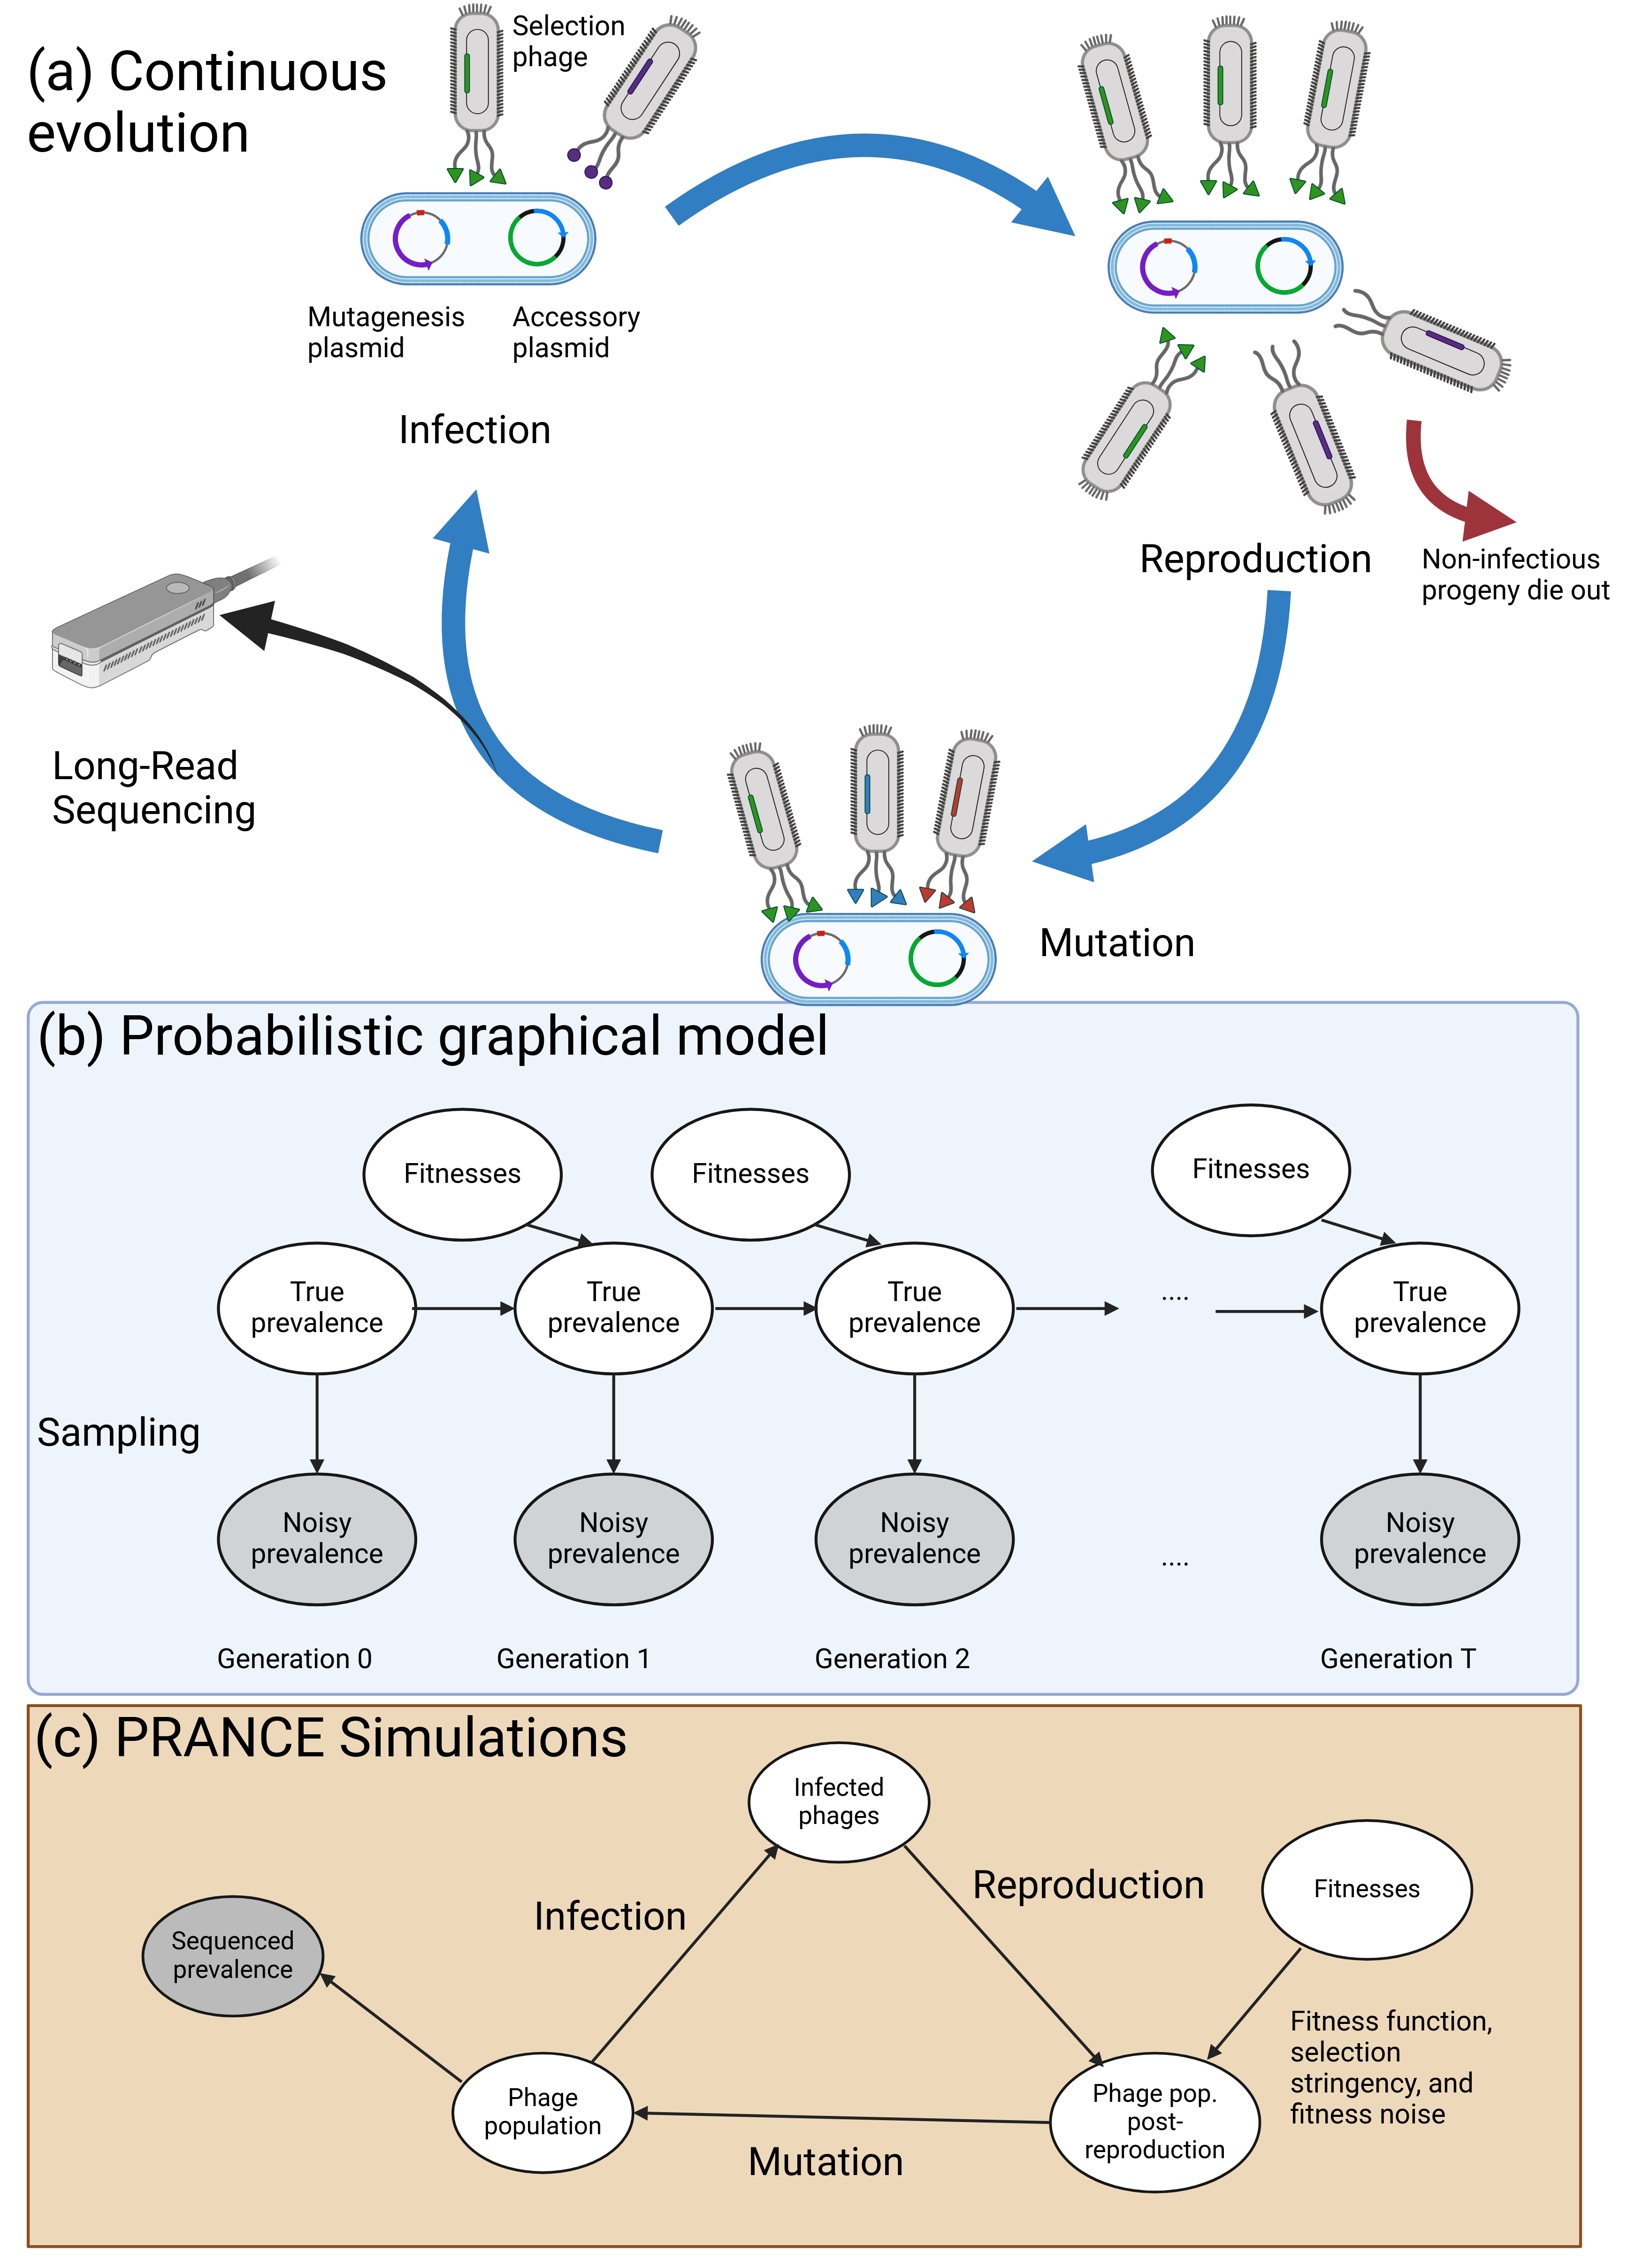 (a) Continuous
evolution
Selection
phage
Mutagenesis
plasmid
Accessory
plasmid
Infection
Reproduction
Non-infectious
progeny die out
Long-Read
Sequencing
Mutation
(b) Probabilistic graphical model
Fitnesses
Fitnesses
Fitnesses
True
prevalence
True
prevalence
True
prevalence
....
True
prevalence
Sampling
Noisy
prevalence
Noisy
prevalence
Noisy
prevalence
....
Noisy
prevalence
Generation 0
Generation 1
Generation 2
Generation T
(c) PRANCE Simulations
Infected
phages
Reproduction
Fitnesses
Infection
Sequenced
prevalence
Fitness function,
selection
stringency, and
fitness noise
Phage
population
Phage pop.
post-
reproduction
Mutation